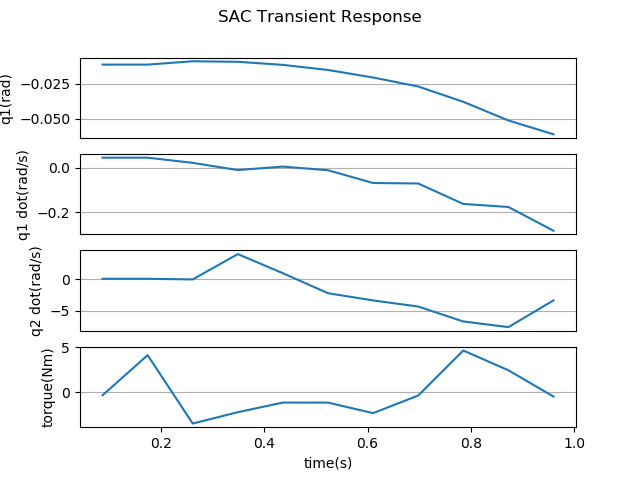 SAC Transient Response
q1(rad)
−0.025
−0.050
q1 dot(rad/s)
0.0
−0.2
q2 dot(rad/s)
0
−5
torque(Nm)
5
0
0.2 0.4 0.6 0.8 1.0
time(s)